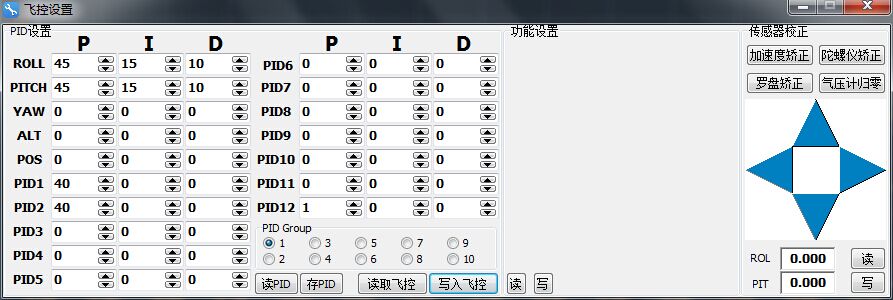 飞控设置
PID设置
P I D
ROLL 45 15 10
PITCH 45 15 10
YAW 0 0 0
ALT 0 0 0
POS 0 0 0
PID1 40 0 0
PID2 40 0 0
PID3 0 0 0
PID4 0 0 0
PID5 0 0 0
P I D
PID6 0 0 0
PID7 0 0 0
PID8 0 0 0
PID9 0 0 0
PID10 0 0 0
PID11 0 0 0
PID12 1 0 0
PID Group
1 3 5 7 9
2 4 6 8 10
读PID 存PID 读取飞控 写入飞控 读 写
功能设置
传感器校正
加速度矫正 陀螺仪矫正
罗盘矫正 气压计归零
ROL 0.000 读
PIT 0.000 写